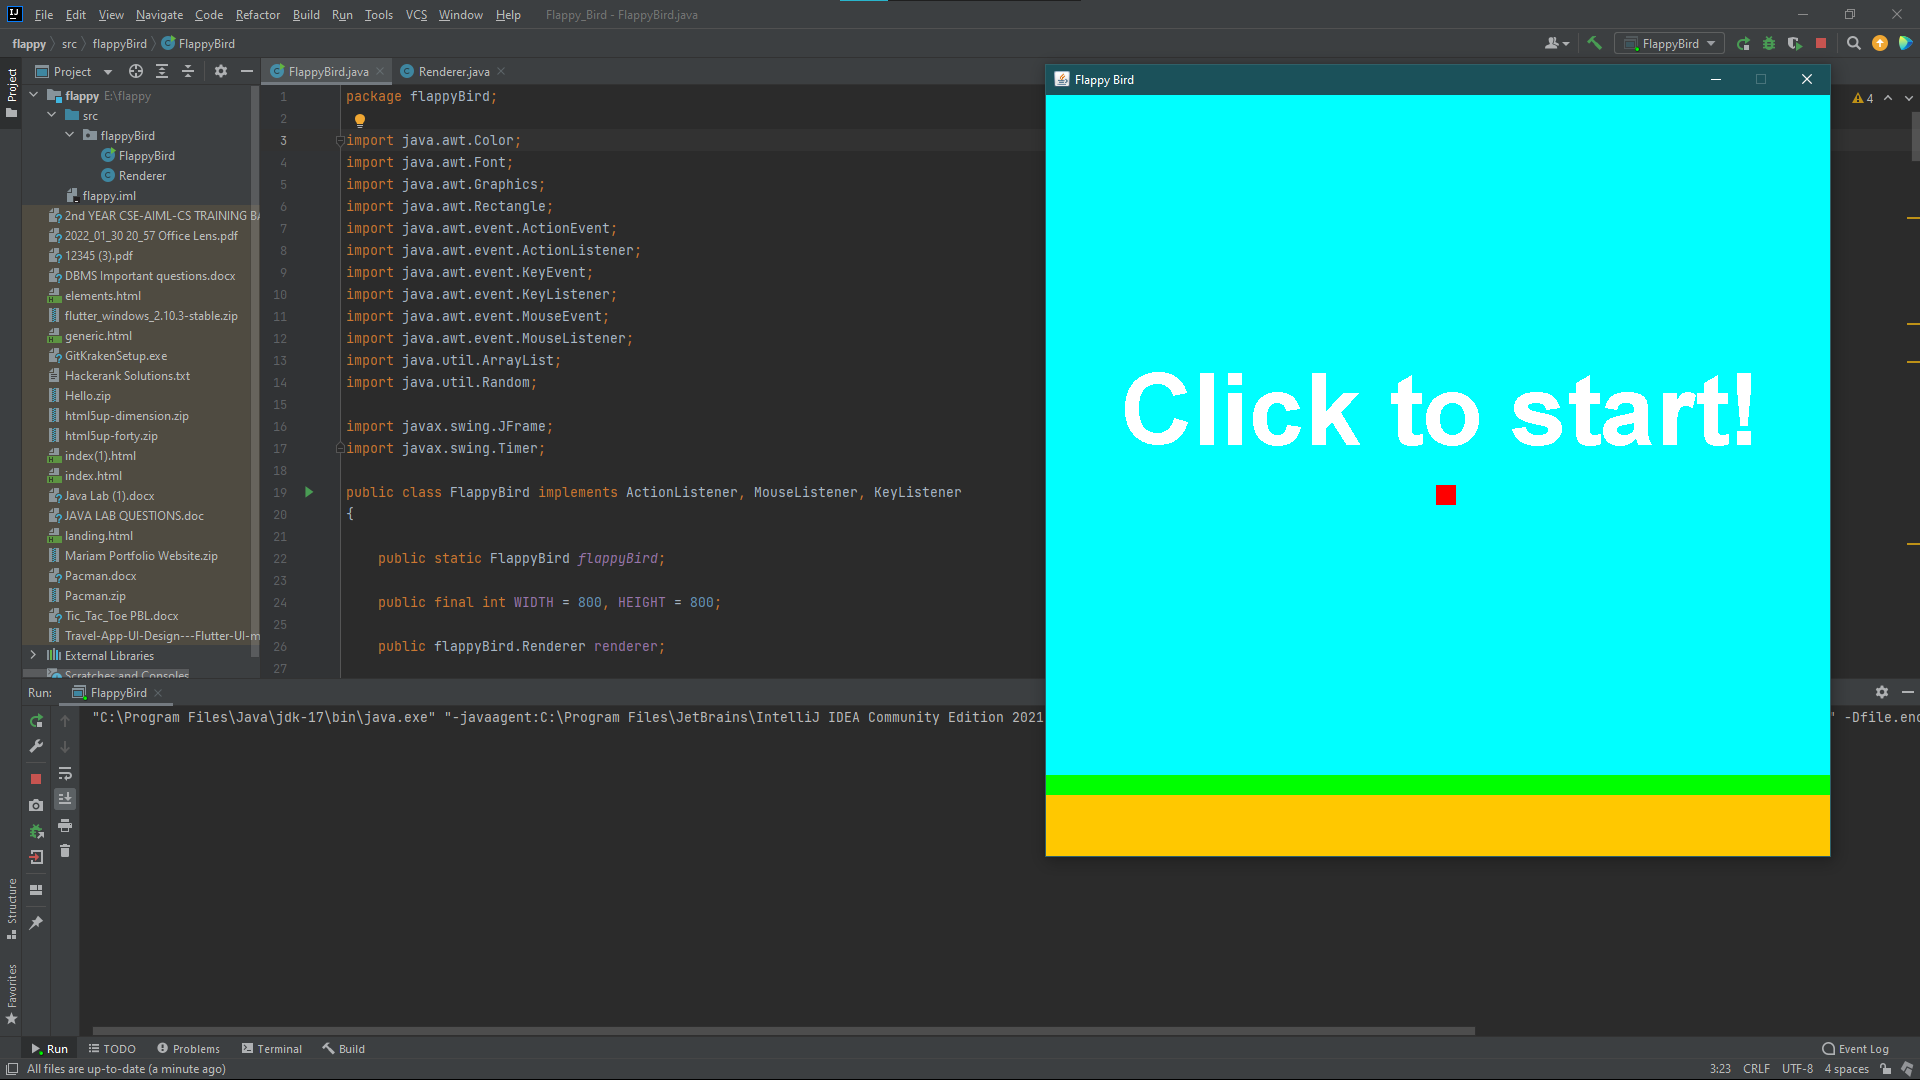 File Edit View Navigate Code Refactor Build Run Tools VCS Window Help Flappy_Bird - FlappyBird.java
flappy src flappyBird FlappyBird
FlappyBird
Project
Project
FlappyBird.java Renderer.java
flappy E:\flappy
src
flappyBird
FlappyBird
Renderer
flappy.iml
2nd YEAR CSE-AIML-CS TRAINING
2022_01_30 20_57 Office Lens.pdf
12345 (3).pdf
DBMS Important questions.docx
elements.html
flutter_windows_2.10.3-stable.zip
generic.html
GitKrakenSetup.exe
Hackerank Solutions.txt
Hello.zip
html5up-dimension.zip
html5up-forty.zip
index(1).html
index.html
Java Lab (1).docx
JAVA LAB QUESTIONS.doc
landing.html
Mariam Portfolio Website.zip
Pacman.docx
Pacman.zip
Tic_Tac_Toe PBL.docx
Travel-App-UI-Design---Flutter-UI-m
External Libraries
Scratches and Consoles
1 package flappyBird;
2
3 import java.awt.Color;
4 import java.awt.Font;
5 import java.awt.Graphics;
6 import java.awt.Rectangle;
7 import java.awt.event.ActionEvent;
8 import java.awt.event.ActionListener;
9 import java.awt.event.KeyEvent;
10 import java.awt.event.KeyListener;
11 import java.awt.event.MouseEvent;
12 import java.awt.event.MouseListener;
13 import java.util.ArrayList;
14 import java.util.Random;
15
16 import javax.swing.JFrame;
17 import javax.swing.Timer;
18
19 public class FlappyBird implements ActionListener, MouseListener, KeyListener
20 {
21
22 public static FlappyBird flappyBird;
23
24 public final int WIDTH = 800, HEIGHT = 800;
25
26 public flappyBird.Renderer renderer;
27
4
Flappy Bird
Click to start!
Run: FlappyBird
"C:\Program Files\Java\jdk-17\bin\java.exe" "-javaagent:C:\Program Files\JetBrains\IntelliJ IDEA Community Edition 2021
" -Dfile.enc
Structure
Favorites
Run TODO Problems Terminal Build
Event Log
All files are up-to-date (a minute ago)
3:23 CRLF UTF-8 4 spaces